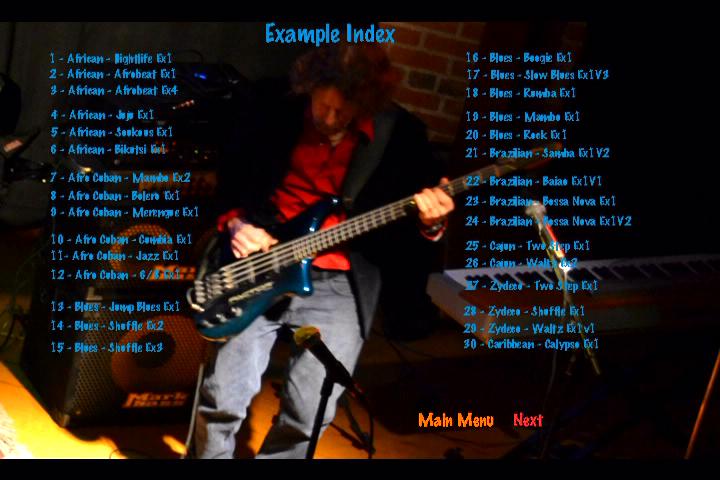 Example Index
1 - African - Nightlife Ex1
2 - African - Afrobeat Ex1
3 - African - Afrobeat Ex4
4 - African - Juju Ex1
5 - African - Soukous Ex1
6 - African - Bikutsi Ex1
7 - Afro Cuban - Mambo Ex2
8 - Afro Cuban - Bolero Ex1
9 - Afro Cuban - Merengue Ex1
10 - Afro Cuban - Cumbia Ex1
11 - Afro Cuban - Jazz Ex1
12 - Afro Cuban - 6/8 Ex1
13 - Blues - Jump Blues Ex1
14 - Blues - Shuffle Ex2
15 - Blues - Shuffle Ex3
16 - Blues - Boogie Ex1
17 - Blues - Slow Blues Ex1V3
18 - Blues - Rumba Ex1
19 - Blues - Mambo Ex1
20 - Blues - Rock Ex1
21 - Brazilian - Samba Ex1V2
22 - Brazilian - Baiao Ex1V1
23 - Brazilian - Bossa Nova Ex1
24 - Brazilian - Bossa Nova Ex1V2
25 - Cajun - Two Step Ex1
26 - Cajun - Waltz Ex2
27 - Zydeco - Two Step Ex1
28 - Zydeco - Shuffle Ex1
29 - Zydeco - Waltz Ex1v1
30 - Caribbean - Calypso Ex1
Mark
Bass
Main Menu Next